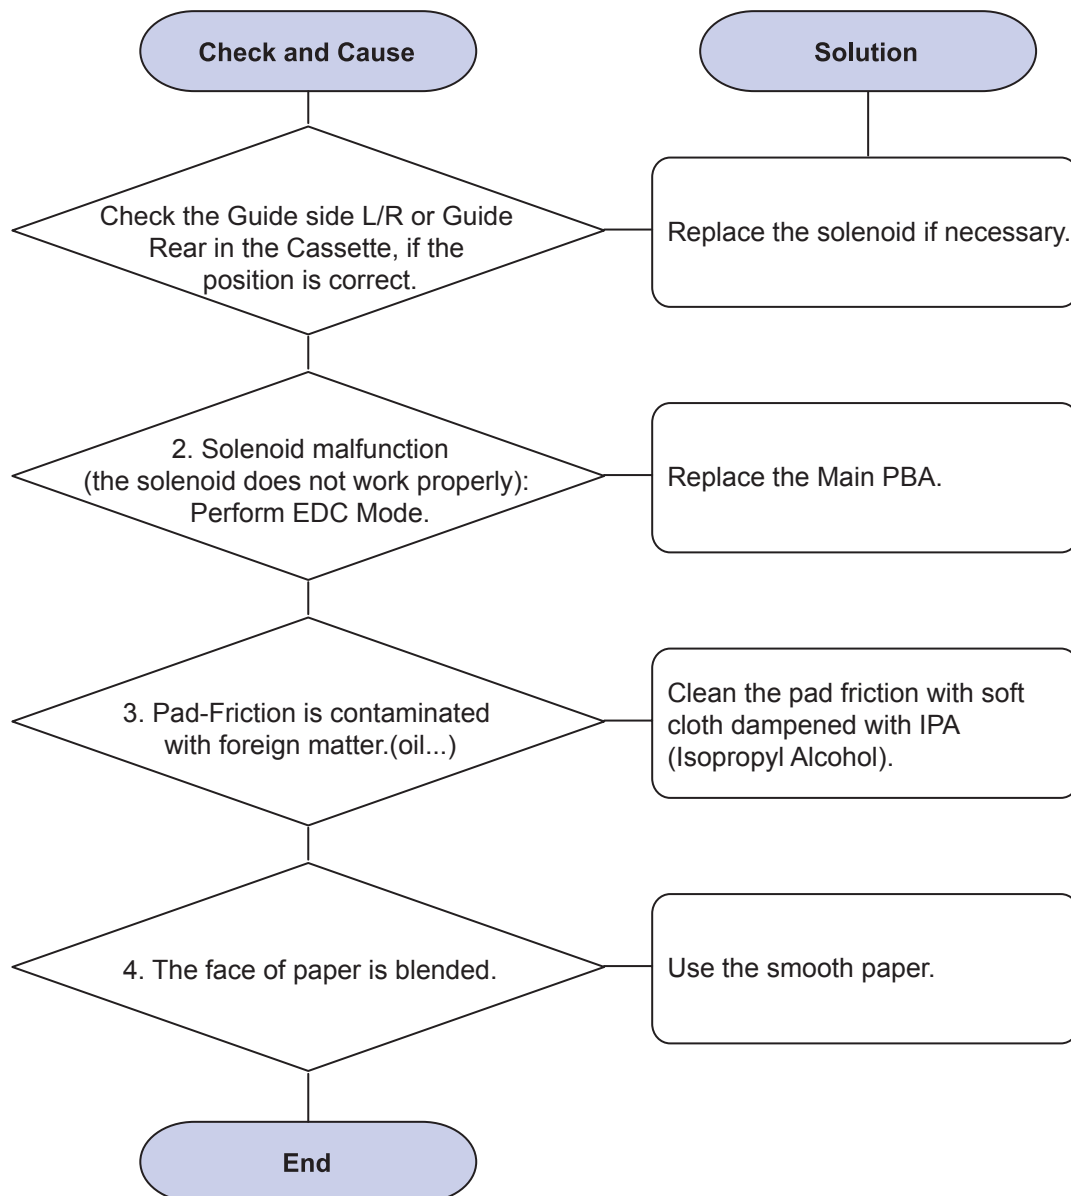 Check and Cause
Solution
Check the Guide side L/R or Guide
Rear in the Cassette, if the
position is correct.
Replace the solenoid if necessary.
2. Solenoid malfunction
(the solenoid does not work properly):
Perform EDC Mode.
Replace the Main PBA.
3. Pad-Friction is contaminated
with foreign matter.(oil...)
Clean the pad friction with soft
cloth dampened with IPA
(Isopropyl Alcohol).
4. The face of paper is blended.
Use the smooth paper.
End